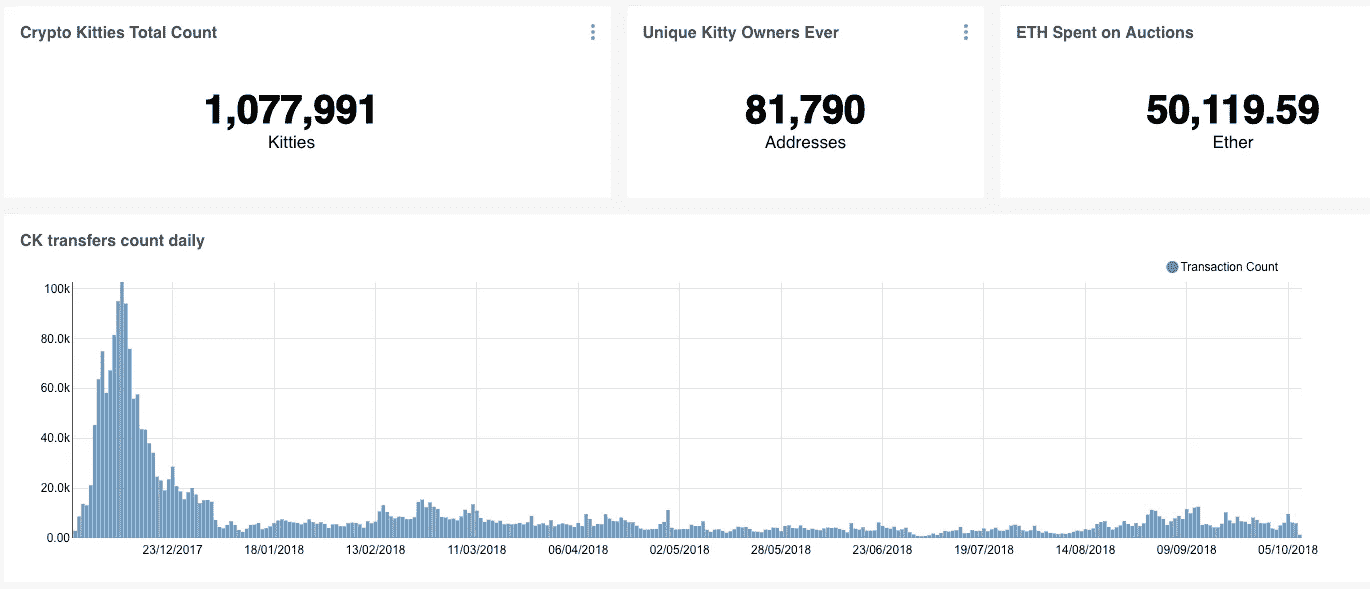 Crypto Kitties Total Count
1,077,991
Kitties
Unique Kitty Owners Ever
81,790
Addresses
ETH Spent on Auctions
50,119.59
Ether
CK transfers count daily
Transaction Count
100k
80.0k
60.0k
40.0k
20.0k
0.00
23/12/2017 18/01/2018 13/02/2018 11/03/2018 06/04/2018 02/05/2018 28/05/2018 23/06/2018 19/07/2018 14/08/2018 09/09/2018 05/10/2018